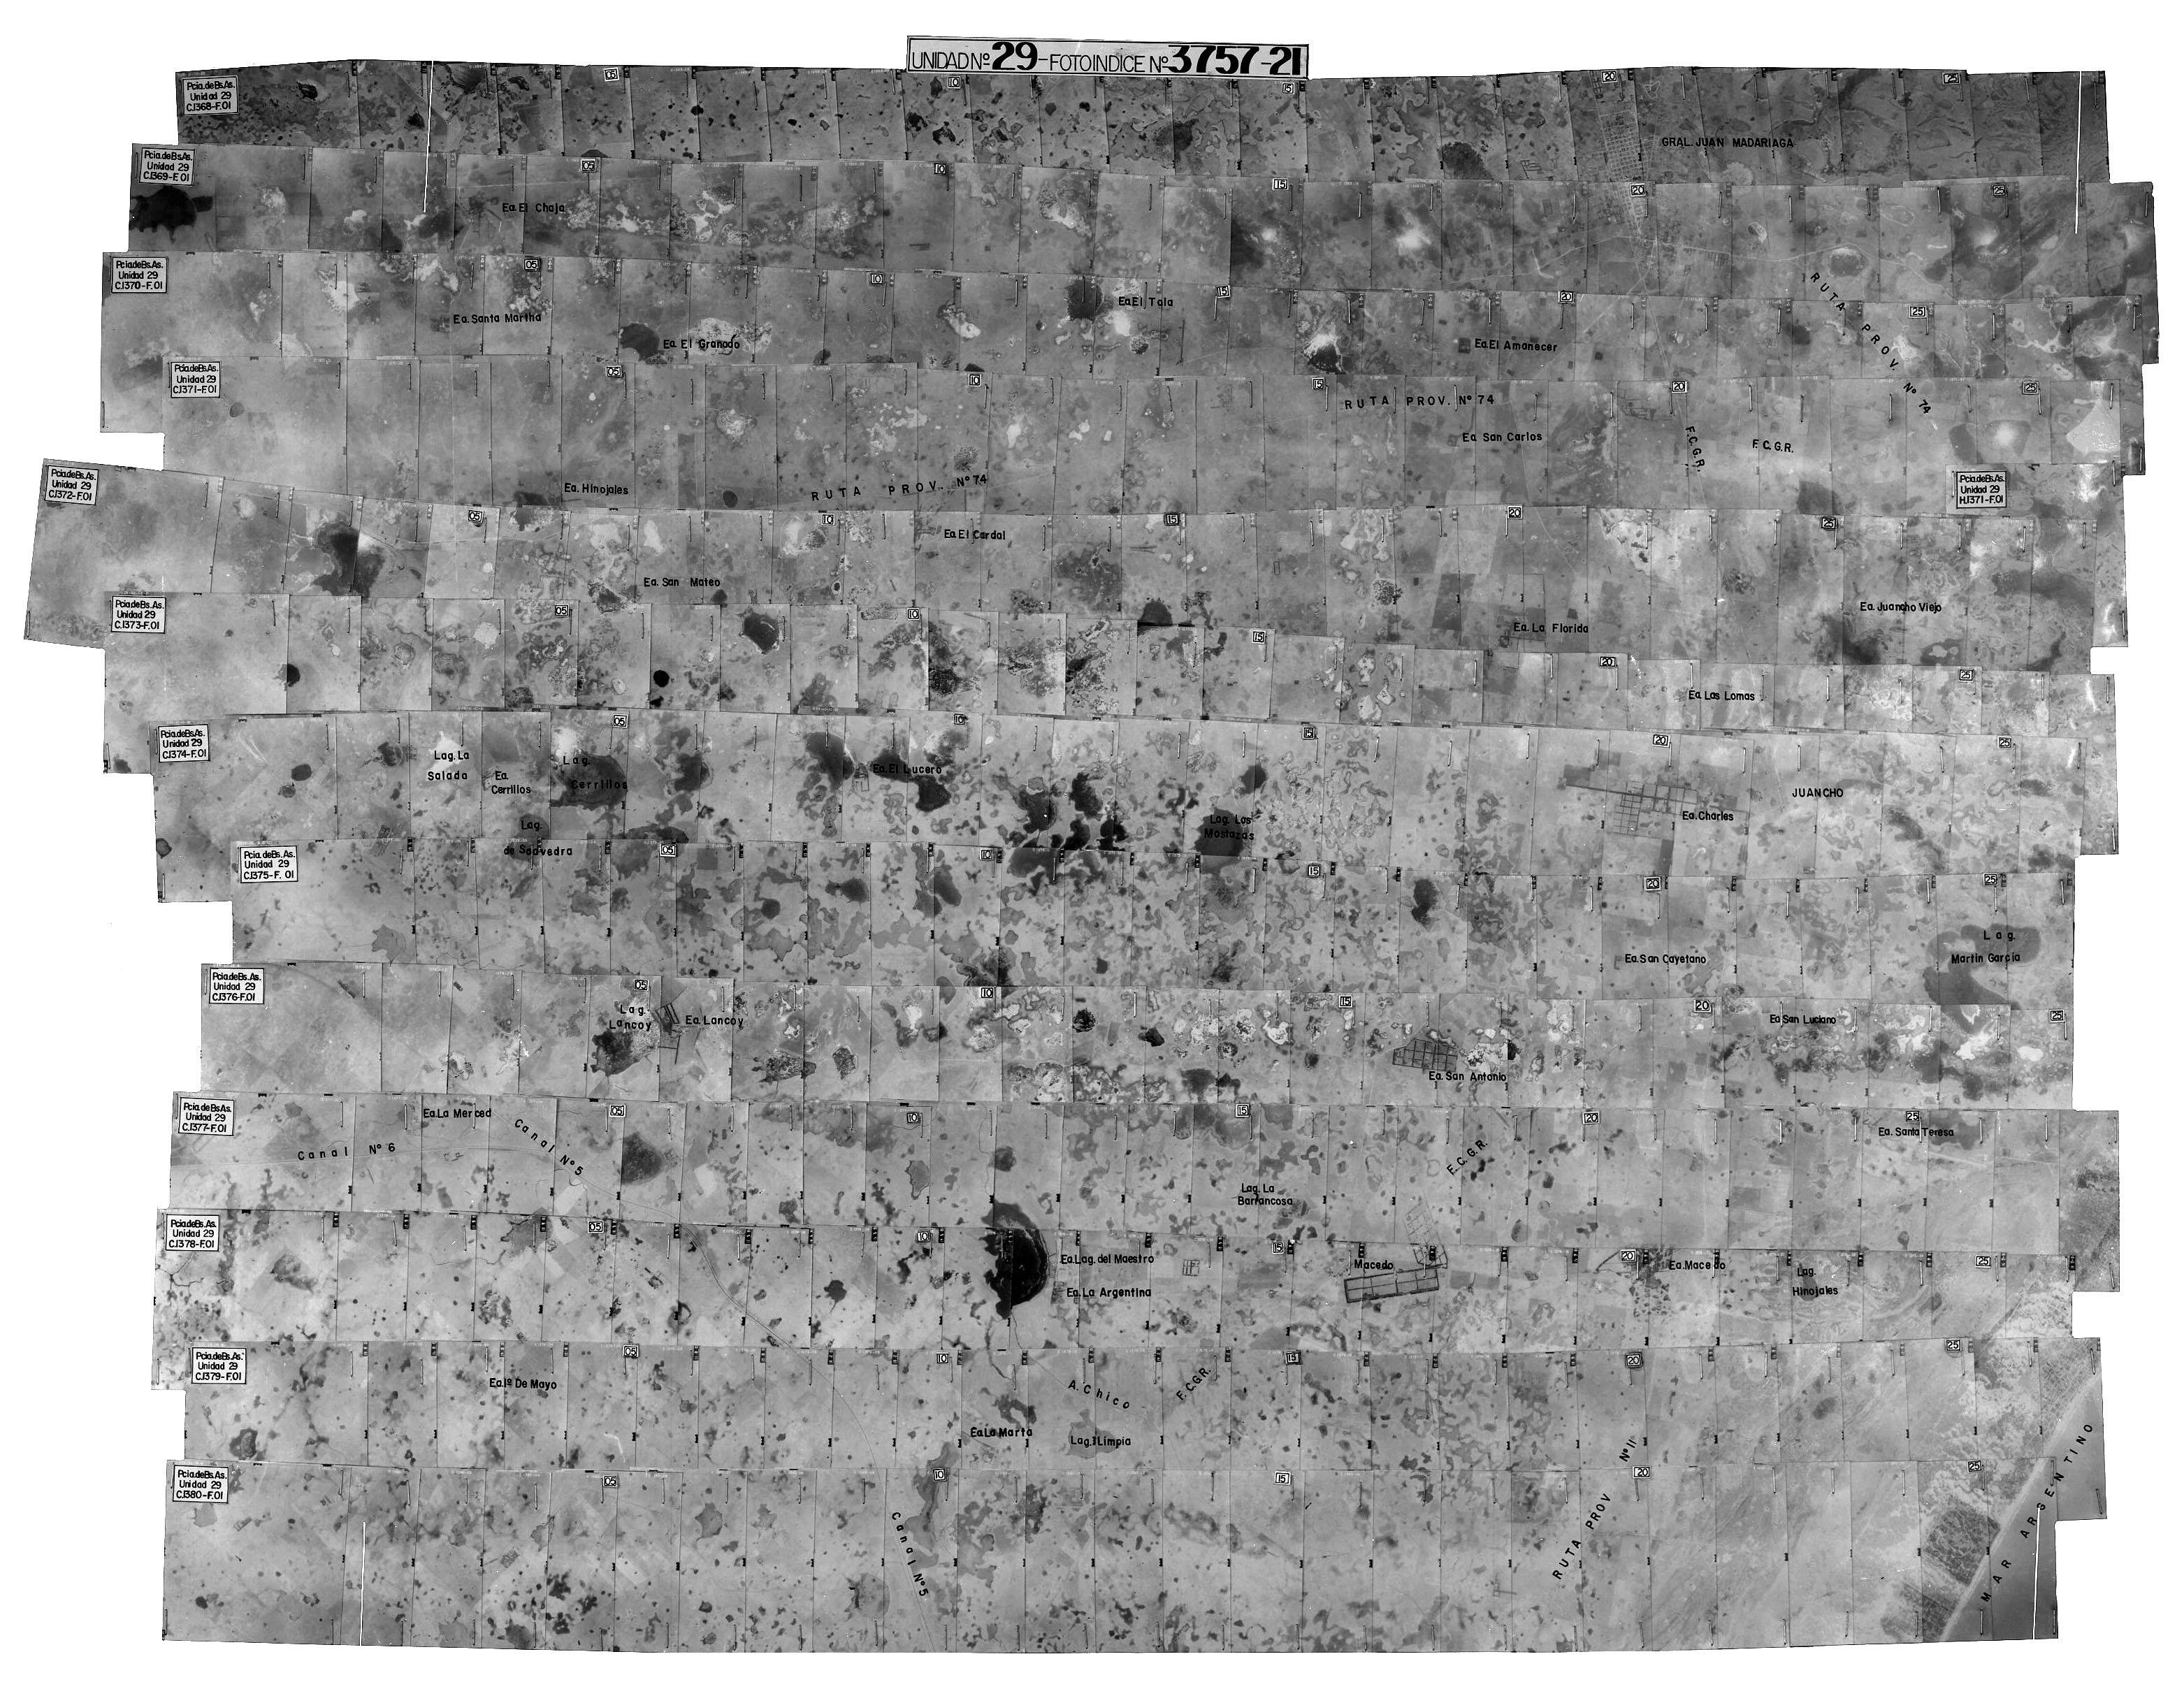 UNIDAD Nº 29 - FOTOINDICE Nº 3757-21
Pcia.de Bs.As.
Unidad 29
C.1368-F.01
05
10
15
20
25
GRAL. JUAN MADARIAGA
Pcia.de Bs.As.
Unidad 29
C.1369-F.01
05
10
15
20
25
Ea. El Chaja
Pcia.de Bs.As.
Unidad 29
C.1370-F.01
05
10
15
20
25
Ea. El Tala
Ea. Santa Martha
Ea. El Granado
Ea. El Amanecer
RUTA PROV. Nº 74
Pcia.de Bs.As.
Unidad 29
C.1371-F.01
05
10
15
20
25
RUTA PROV. Nº 74
Ea. San Carlos
F.C.G.R.
F.C.G.R.
Ea. Hinojales
RUTA PROV. Nº 74
Pcia.de Bs.As.
Unidad 29
H.1371-F.01
Pcia.de Bs.As.
Unidad 29
C.1372-F.01
05
10
15
20
25
Ea. El Cardal
Ea. San Mateo
Ea. La Florida
Ea. Juancho Viejo
Pcia.de Bs.As.
Unidad 29
C.1373-F.01
05
10
15
20
25
Ea. Las Lomas
Pcia.de Bs.As.
Unidad 29
C.1374-F.01
05
10
15
20
25
Lag. La
Salada
Ea.
Cerrillos
Lag.
Cerrillos
Ea. El Lucero
JUANCHO
Ea. Charles
Lag. Las
Mostazas
Lag.
de Saavedra
Pcia.de Bs.As.
Unidad 29
C.1375-F.01
05
10
15
20
25
Lag.
Martin Garcia
Ea. San Cayetano
Pcia.de Bs.As.
Unidad 29
C.1376-F.01
05
10
15
20
25
Lag.
Lancoy
Ea. Lancoy
Ea. San Luciano
Ea. San Antonio
Pcia.de Bs.As.
Unidad 29
C.1377-F.01
05
10
15
20
25
Ea. La Merced
Canal Nº 6
Canal Nº 5
F.C.G.R.
Ea. Santa Teresa
Lag. La
Barrancosa
Pcia.de Bs.As.
Unidad 29
C.1378-F.01
05
10
15
20
25
Ea. Lag. del Maestro
Ea. La Argentina
Macedo
Ea. Macedo
Lag.
Hinojales
Pcia.de Bs.As.
Unidad 29
C.1379-F.01
05
10
15
20
25
Ea. 1º De Mayo
A. Chico
F.C.G.R.
Ea. La Marta
Lag. Limpia
RUTA PROV Nº 11
Pcia.de Bs.As.
Unidad 29
C.1380-F.01
05
10
15
20
25
Canal Nº 5
MAR ARGENTINO